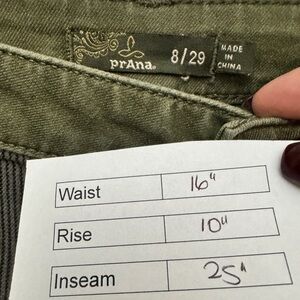 prAna. 8/29 MADE IN CHINA
Waist 16"
Rise 10"
Inseam 25"